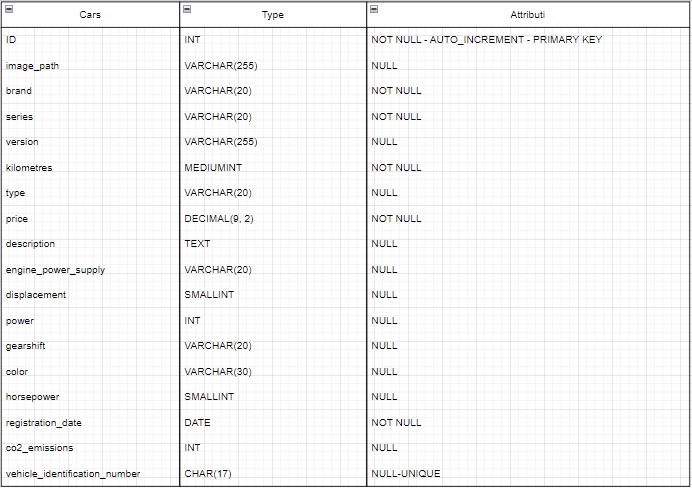 Cars Type Attributi
ID INT NOT NULL - AUTO_INCREMENT - PRIMARY KEY
image_path VARCHAR(255) NULL
brand VARCHAR(20) NOT NULL
series VARCHAR(20) NOT NULL
version VARCHAR(255) NULL
kilometres MEDIUMINT NOT NULL
type VARCHAR(20) NULL
price DECIMAL(9, 2) NOT NULL
description TEXT NULL
engine_power_supply VARCHAR(20) NULL
displacement SMALLINT NULL
power INT NULL
gearshift VARCHAR(20) NULL
color VARCHAR(30) NULL
horsepower SMALLINT NULL
registration_date DATE NOT NULL
co2_emissions INT NULL
vehicle_identification_number CHAR(17) NULL-UNIQUE